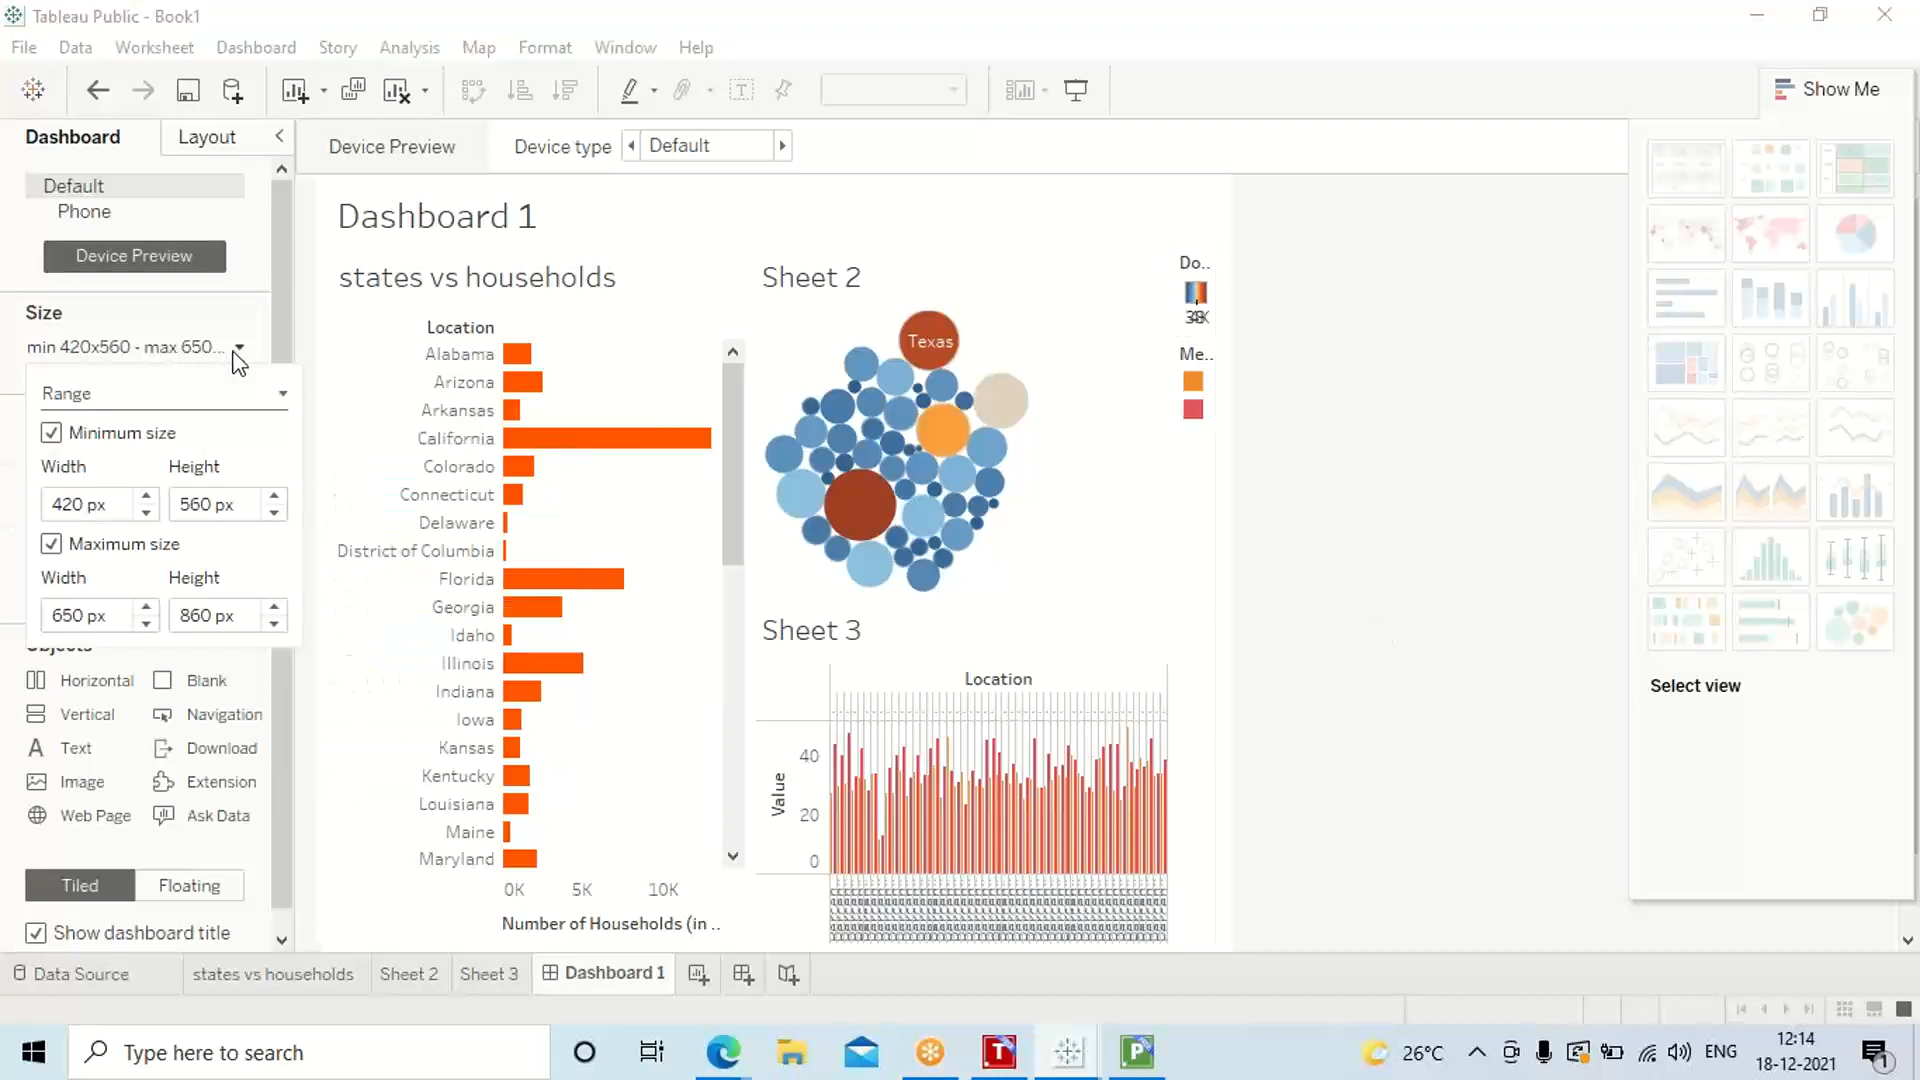 Tableau Public - Book1
File Data Worksheet Dashboard Story Analysis Map Format Window Help
Show Me
Dashboard Layout
Device Preview Device type Default
Default
Phone
Device Preview
Size
min 420x560 - max 650...
Range
Minimum size
Width Height
420 px 560 px
Maximum size
Width Height
650 px 860 px
Objects
Horizontal Blank
Vertical Navigation
A Text Download
Image Extension
Web Page Ask Data
Tiled Floating
Show dashboard title
Dashboard 1
states vs households
Location
Alabama
Arizona
Arkansas
California
Colorado
Connecticut
Delaware
District of Columbia
Florida
Georgia
Idaho
Illinois
Indiana
Iowa
Kansas
Kentucky
Louisiana
Maine
Maryland
0K 5K 10K
Number of Households (in ..
Sheet 2
Texas
Do..
Me..
Sheet 3
Location
Value
40
20
0
Select view
Data Source states vs households Sheet 2 Sheet 3 Dashboard 1
Type here to search
T
P
26°C
ENG
12:14
18-12-2021
1